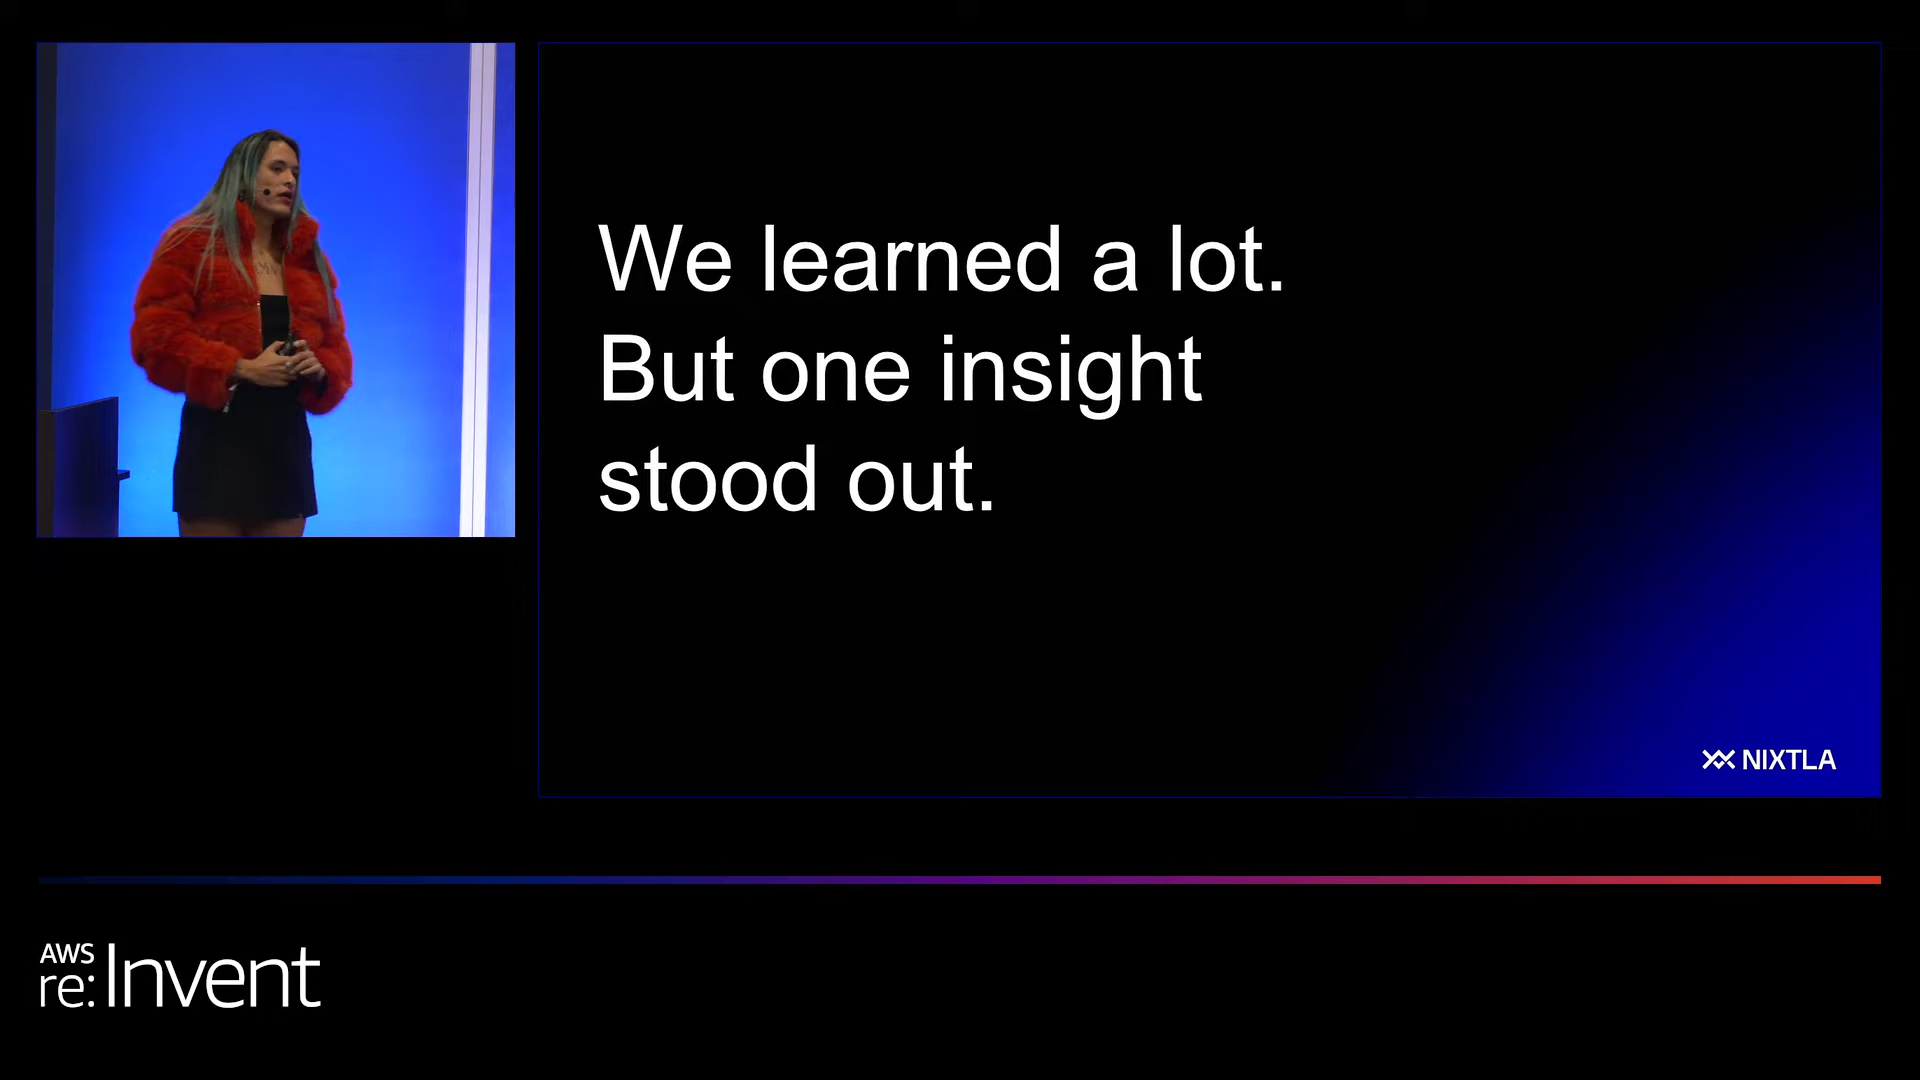 We learned a lot.
But one insight
stood out.
NIXTLA
AWS
re:Invent